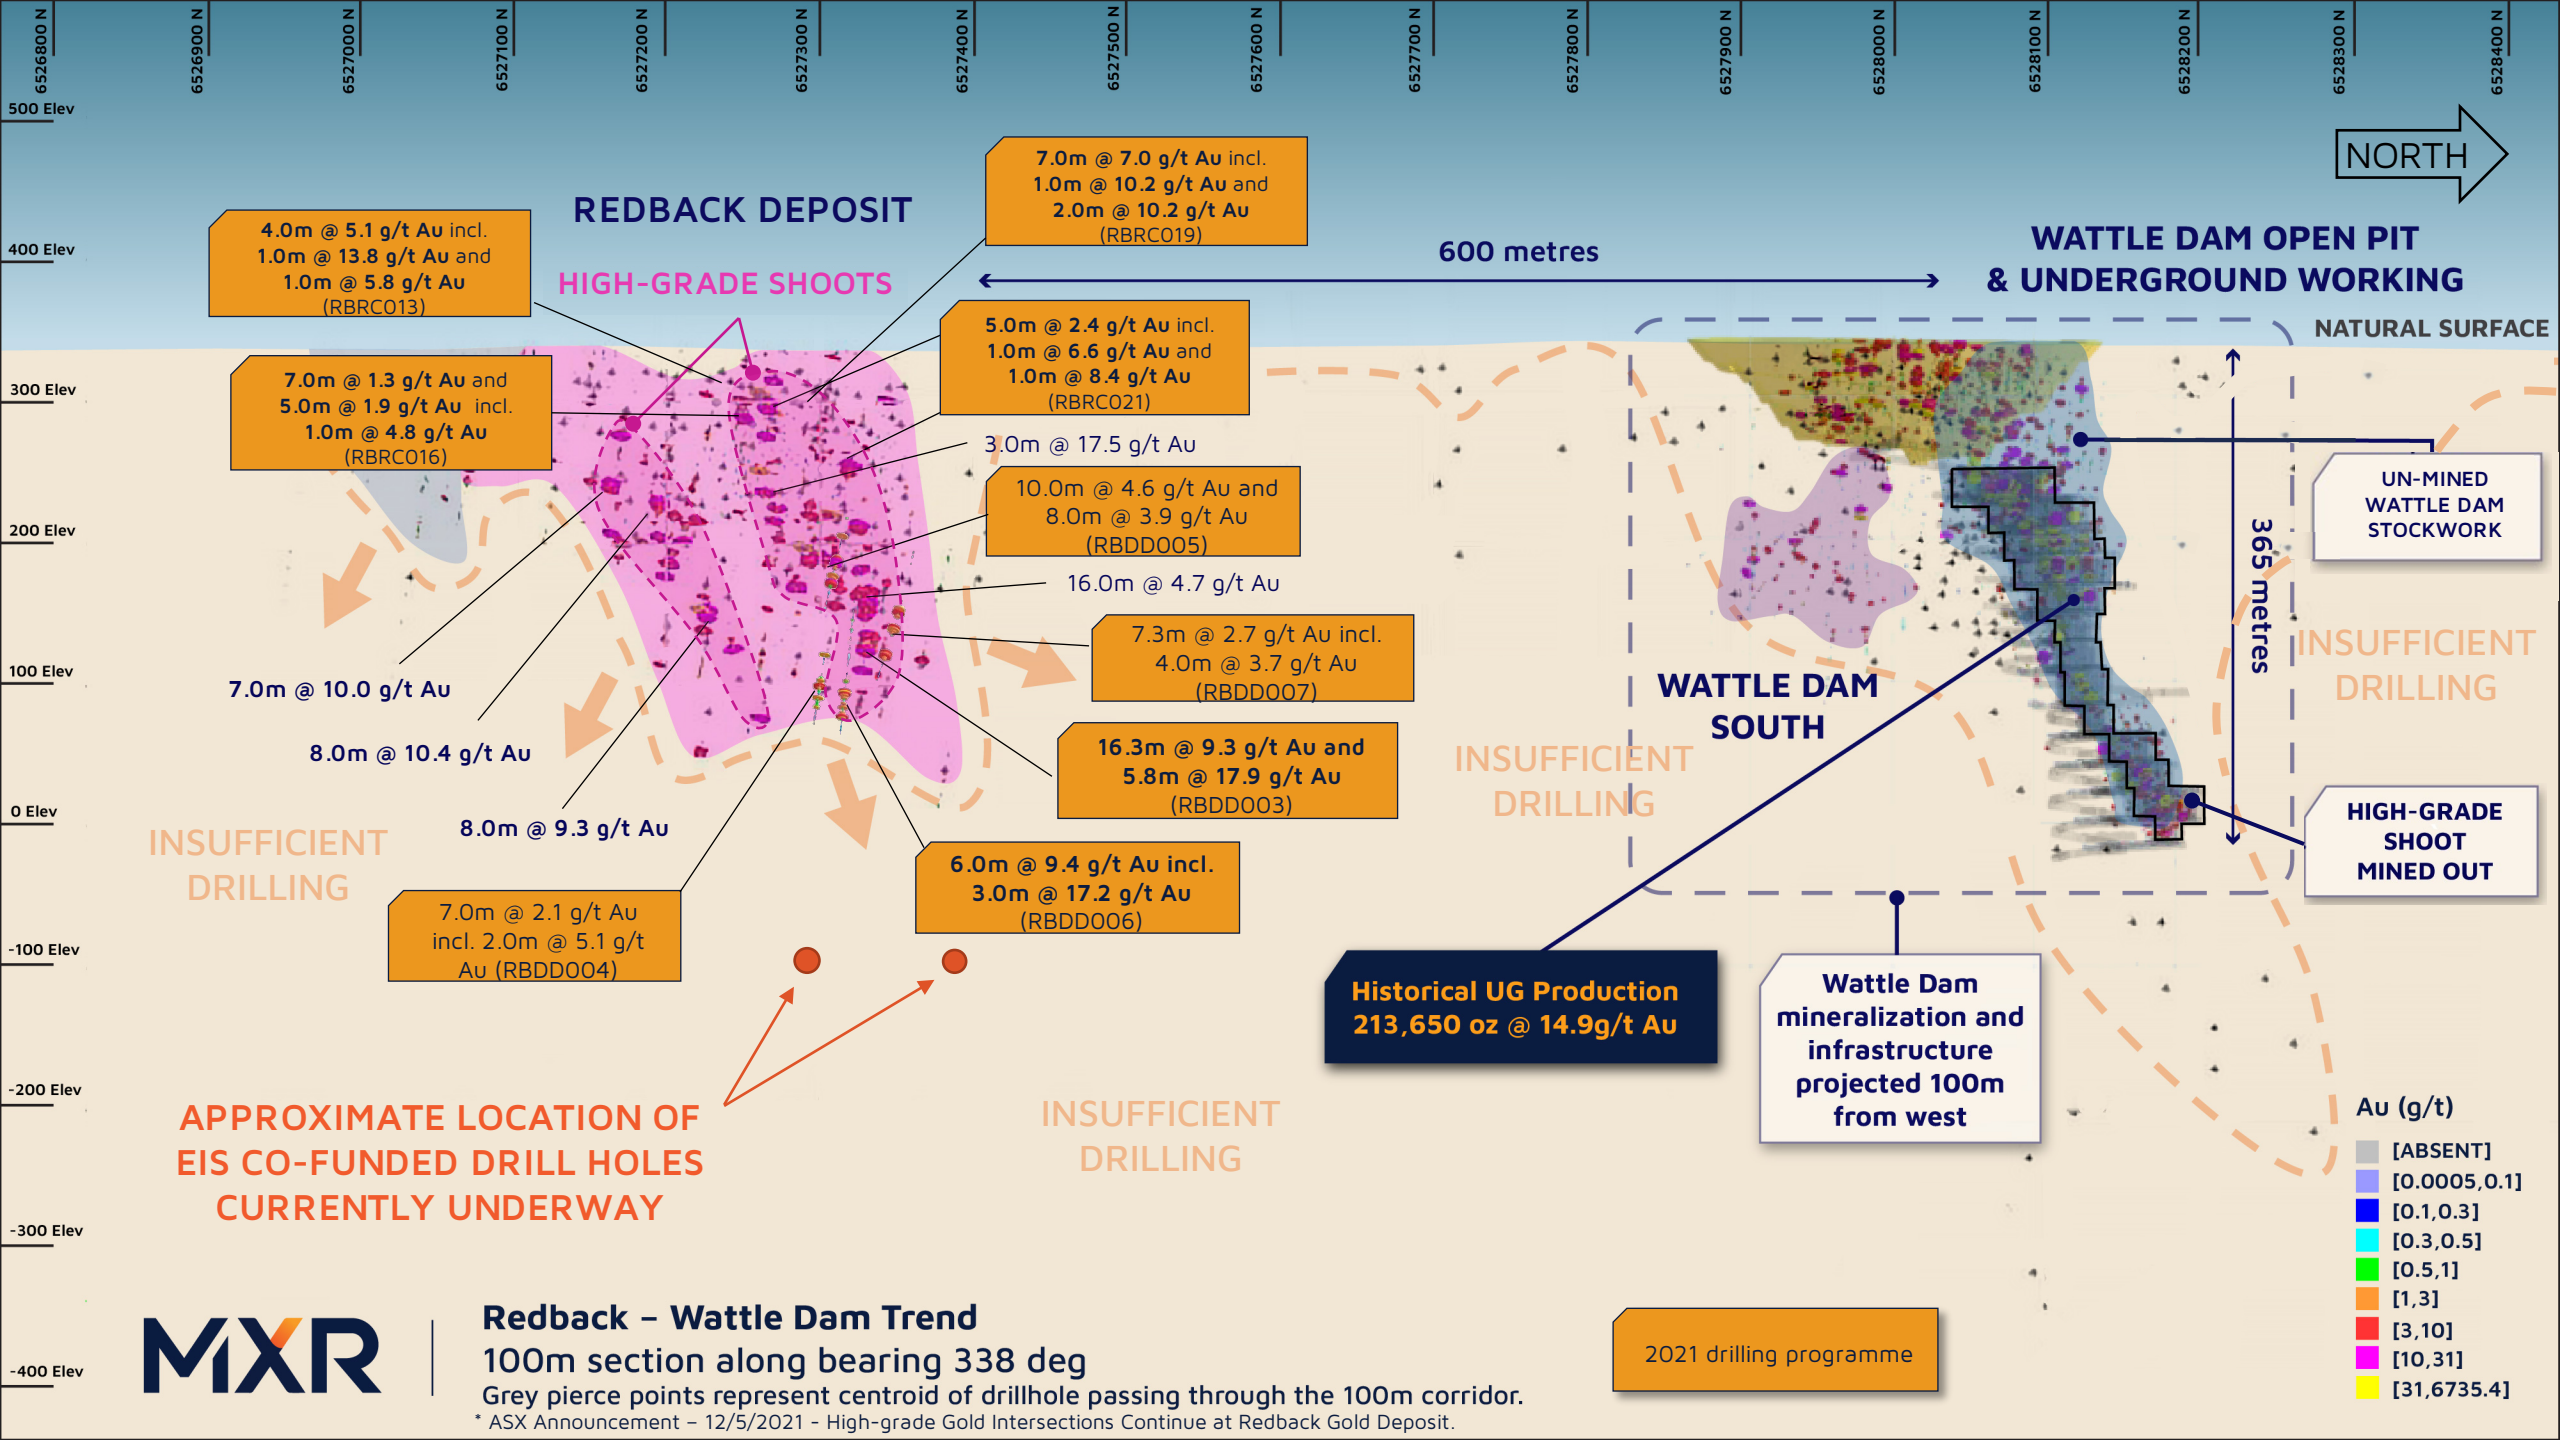 6526800 N
6526900 N
6527000 N
6527100 N
6527200 N
6527300 N
6527400 N
6527500 N
6527600 N
6527700 N
6527800 N
6527900 N
6528000 N
6528100 N
6528200 N
6528300 N
6528400 N
500 Elev
400 Elev
300 Elev
200 Elev
100 Elev
0 Elev
-100 Elev
-200 Elev
-300 Elev
-400 Elev
NORTH
REDBACK DEPOSIT
HIGH-GRADE SHOOTS
4.0m @ 5.1 g/t Au incl.
1.0m @ 13.8 g/t Au and
1.0m @ 5.8 g/t Au
(RBRC013)
7.0m @ 1.3 g/t Au and
5.0m @ 1.9 g/t Au incl.
1.0m @ 4.8 g/t Au
(RBRC016)
7.0m @ 7.0 g/t Au incl.
1.0m @ 10.2 g/t Au and
2.0m @ 10.2 g/t Au
(RBRC019)
5.0m @ 2.4 g/t Au incl.
1.0m @ 6.6 g/t Au and
1.0m @ 8.4 g/t Au
(RBRC021)
3.0m @ 17.5 g/t Au
10.0m @ 4.6 g/t Au and
8.0m @ 3.9 g/t Au
(RBDD005)
16.0m @ 4.7 g/t Au
7.3m @ 2.7 g/t Au incl.
4.0m @ 3.7 g/t Au
(RBDD007)
16.3m @ 9.3 g/t Au and
5.8m @ 17.9 g/t Au
(RBDD003)
6.0m @ 9.4 g/t Au incl.
3.0m @ 17.2 g/t Au
(RBDD006)
7.0m @ 2.1 g/t Au
incl. 2.0m @ 5.1 g/t
Au (RBDD004)
7.0m @ 10.0 g/t Au
8.0m @ 10.4 g/t Au
8.0m @ 9.3 g/t Au
INSUFFICIENT
DRILLING
600 metres
WATTLE DAM OPEN PIT
& UNDERGROUND WORKING
NATURAL SURFACE
UN-MINED
WATTLE DAM
STOCKWORK
365 metres
INSUFFICIENT
DRILLING
WATTLE DAM
SOUTH
INSUFFICIENT
DRILLING
HIGH-GRADE
SHOOT
MINED OUT
Historical UG Production
213,650 oz @ 14.9g/t Au
Wattle Dam
mineralization and
infrastructure
projected 100m
from west
APPROXIMATE LOCATION OF
EIS CO-FUNDED DRILL HOLES
CURRENTLY UNDERWAY
INSUFFICIENT
DRILLING
Au (g/t)
[ABSENT]
[0.0005,0.1]
[0.1,0.3]
[0.3,0.5]
[0.5,1]
[1,3]
[3,10]
[10,31]
[31,6735.4]
MXR
Redback – Wattle Dam Trend
100m section along bearing 338 deg
Grey pierce points represent centroid of drillhole passing through the 100m corridor.
* ASX Announcement – 12/5/2021 - High-grade Gold Intersections Continue at Redback Gold Deposit.
2021 drilling programme